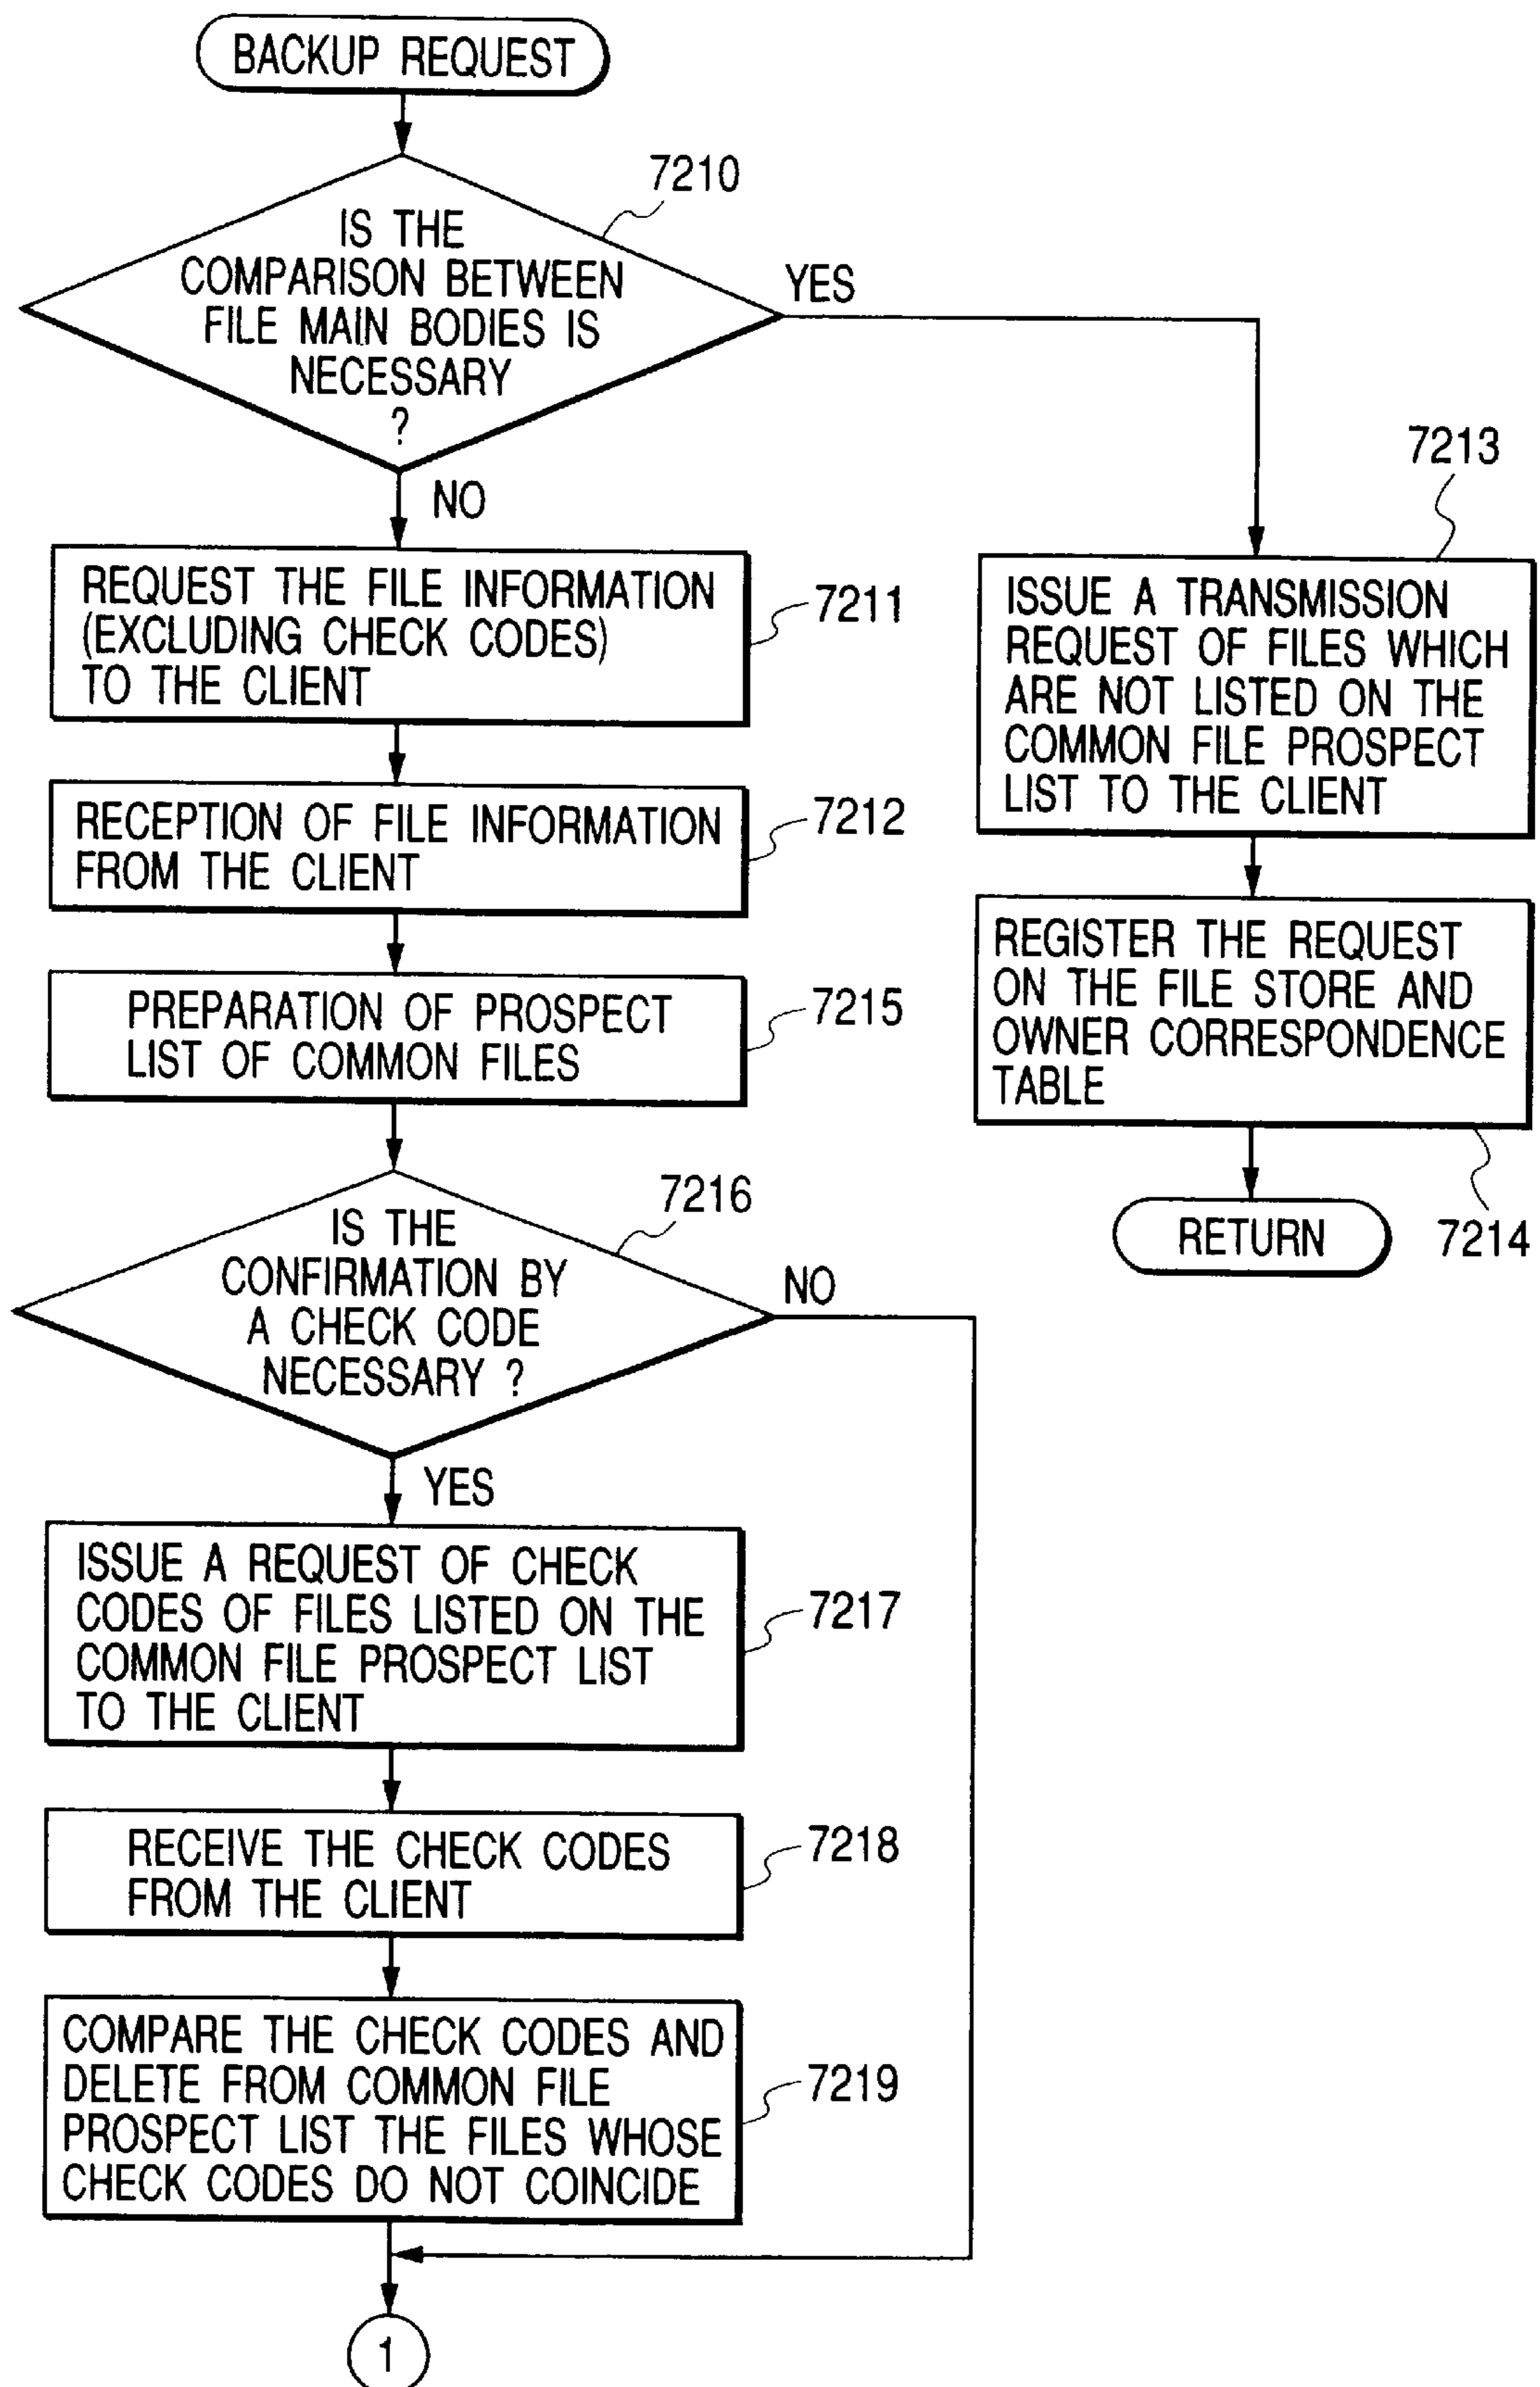 BACKUP REQUEST
7210
IS THE
COMPARISON BETWEEN
FILE MAIN BODIES IS
NECESSARY
?
YES
NO
7211
REQUEST THE FILE INFORMATION
(EXCLUDING CHECK CODES)
TO THE CLIENT
7212
RECEPTION OF FILE INFORMATION
FROM THE CLIENT
7215
PREPARATION OF PROSPECT
LIST OF COMMON FILES
7216
IS THE
CONFIRMATION BY
A CHECK CODE
NECESSARY ?
NO
YES
7217
ISSUE A REQUEST OF CHECK
CODES OF FILES LISTED ON THE
COMMON FILE PROSPECT LIST
TO THE CLIENT
7218
RECEIVE THE CHECK CODES
FROM THE CLIENT
7219
COMPARE THE CHECK CODES AND
DELETE FROM COMMON FILE
PROSPECT LIST THE FILES WHOSE
CHECK CODES DO NOT COINCIDE
1
7213
ISSUE A TRANSMISSION
REQUEST OF FILES WHICH
ARE NOT LISTED ON THE
COMMON FILE PROSPECT
LIST TO THE CLIENT
REGISTER THE REQUEST
ON THE FILE STORE AND
OWNER CORRESPONDENCE
TABLE
7214
RETURN